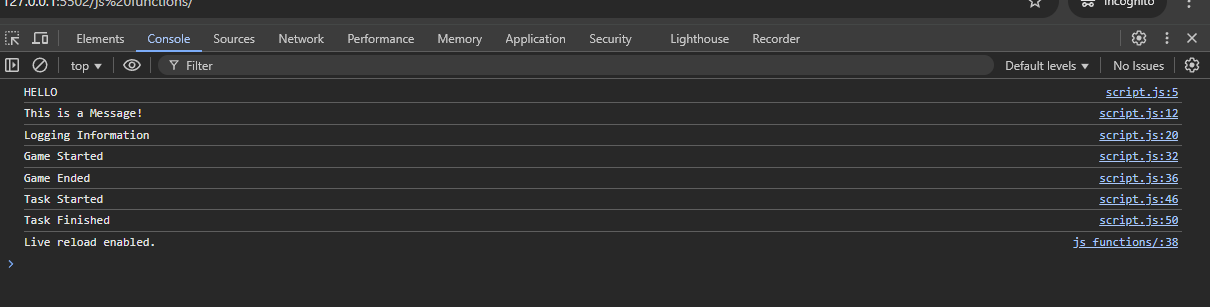 127.0.0.1:5502/js%20functions/
Incognito
Elements Console Sources Network Performance Memory Application Security Lighthouse Recorder
top Filter Default levels No Issues
HELLO script.js:5
This is a Message! script.js:12
Logging Information script.js:20
Game Started script.js:32
Game Ended script.js:36
Task Started script.js:46
Task Finished script.js:50
Live reload enabled. js functions/:38